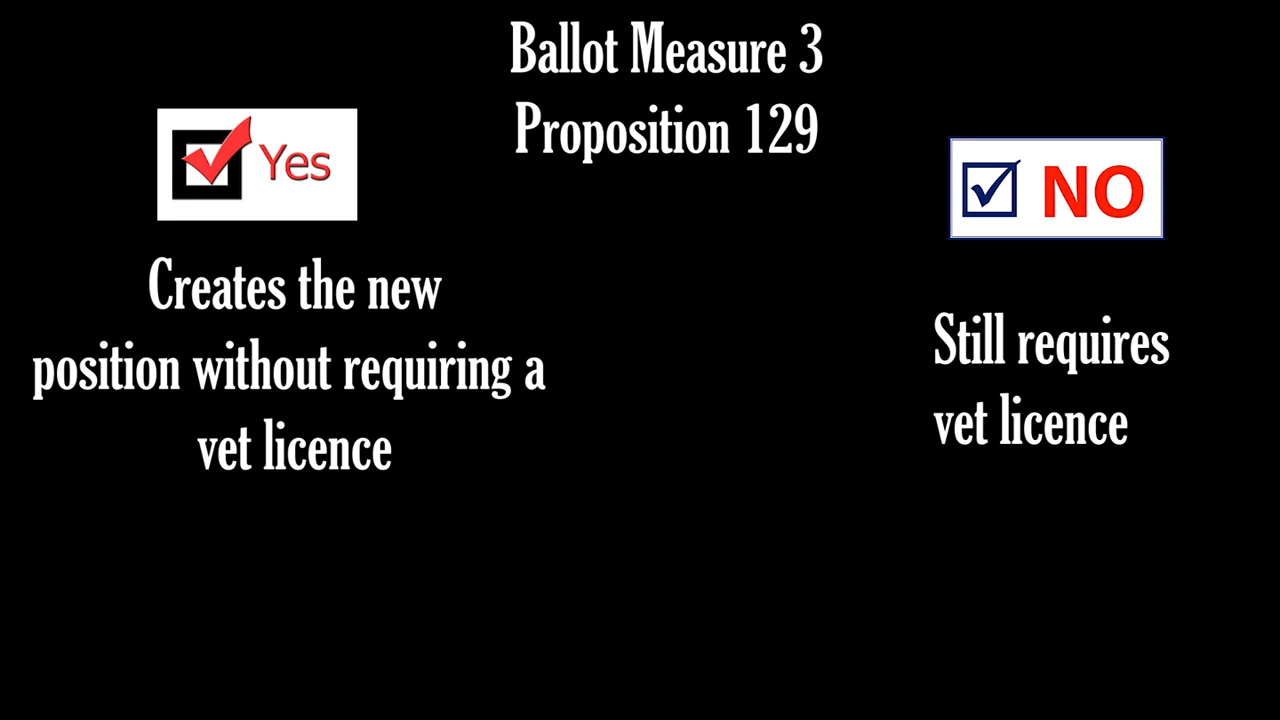 Ballot Measure 3
Proposition 129
Yes
Creates the new
position without requiring a
vet licence
NO
Still requires
vet licence